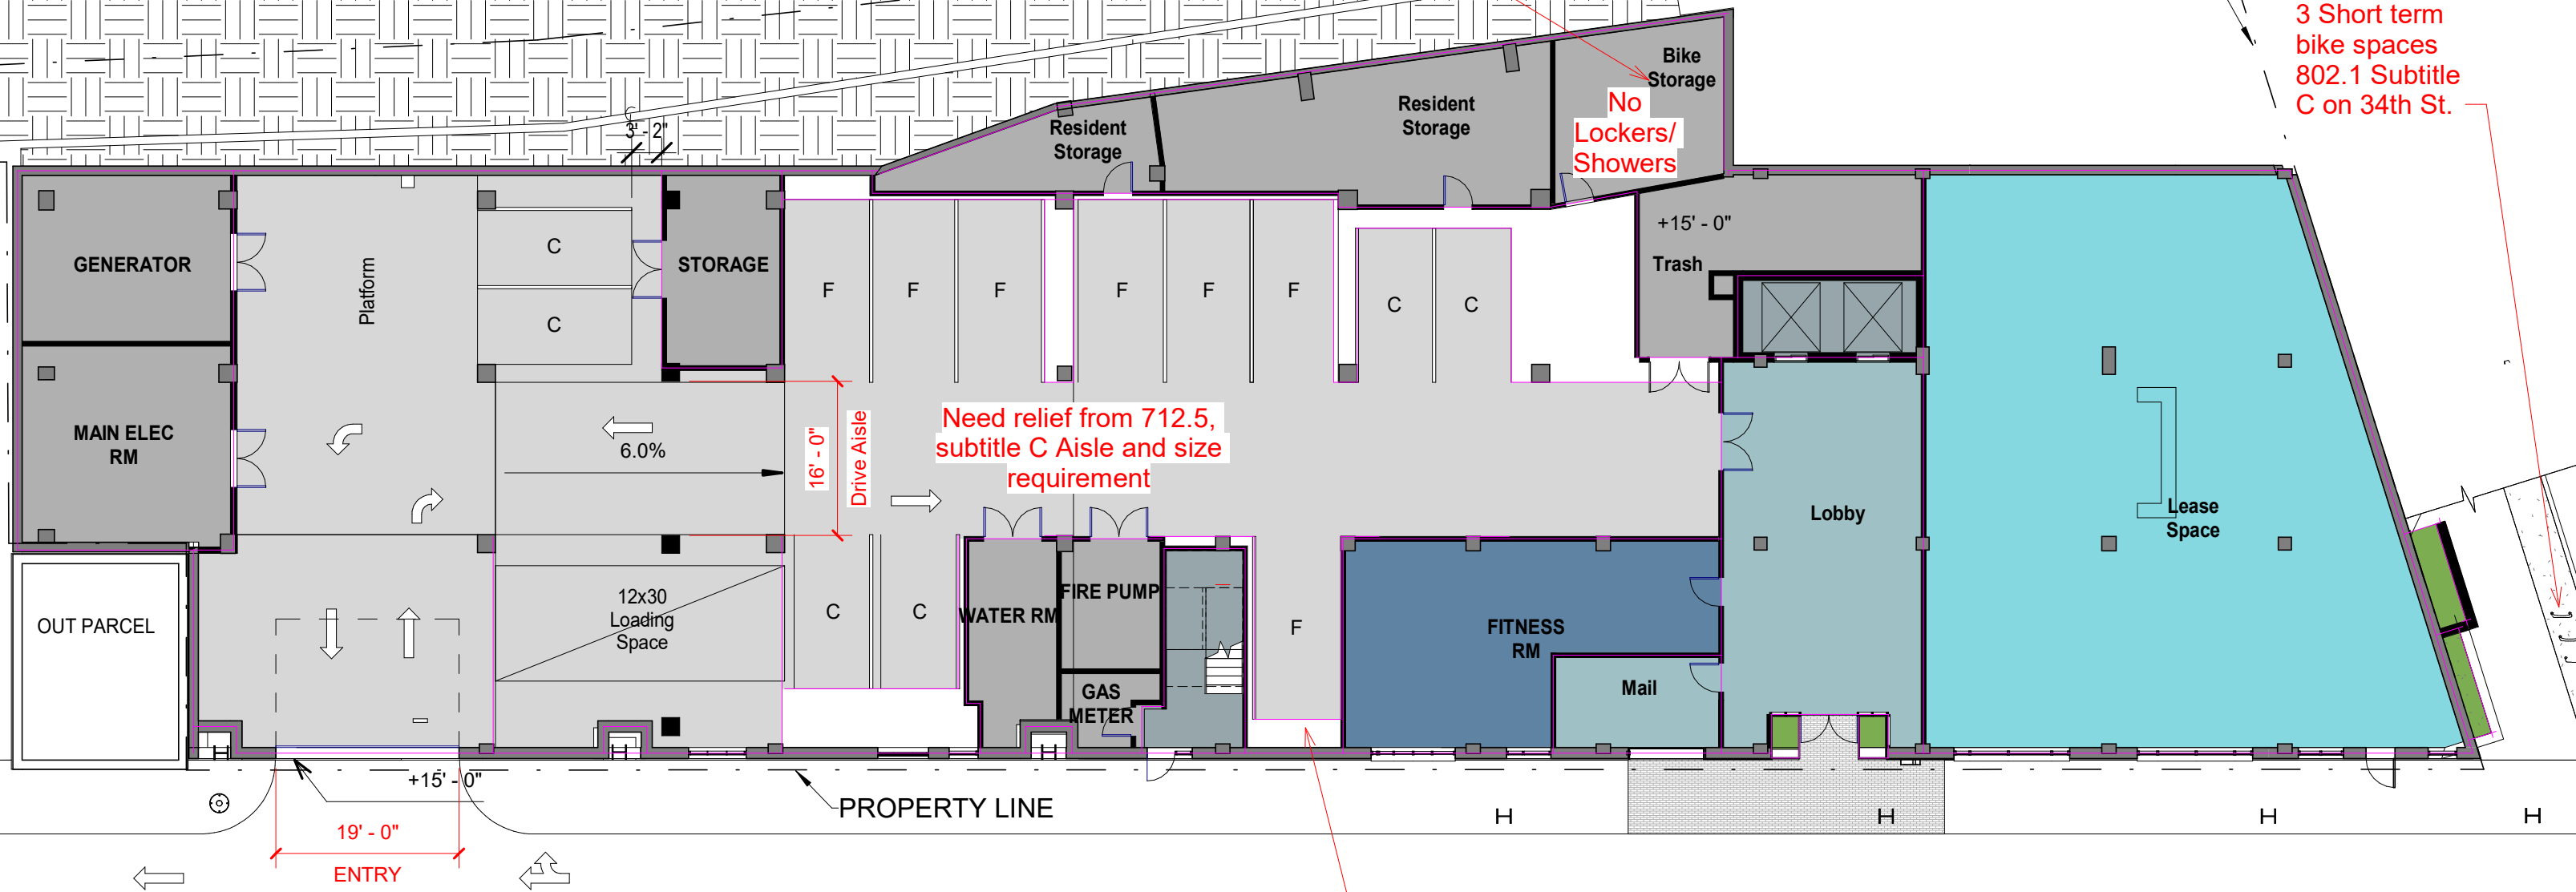 3 Short term
bike spaces
802.1 Subtitle
C on 34th St.
Bike
Storage
No
Lockers/
Showers
Resident
Storage
Resident
Storage
3' - 2"
GENERATOR
Platform
C
C
STORAGE
F
F
F
F
F
F
C
C
+15' - 0"
Trash
MAIN ELEC
RM
6.0%
16' - 0"
Drive Aisle
Need relief from 712.5,
subtitle C Aisle and size
requirement
Lobby
Lease
Space
OUT PARCEL
12x30
Loading
Space
C
C
WATER RM
FIRE PUMP
GAS
METER
F
FITNESS
RM
Mail
+15' - 0"
PROPERTY LINE
19' - 0"
ENTRY